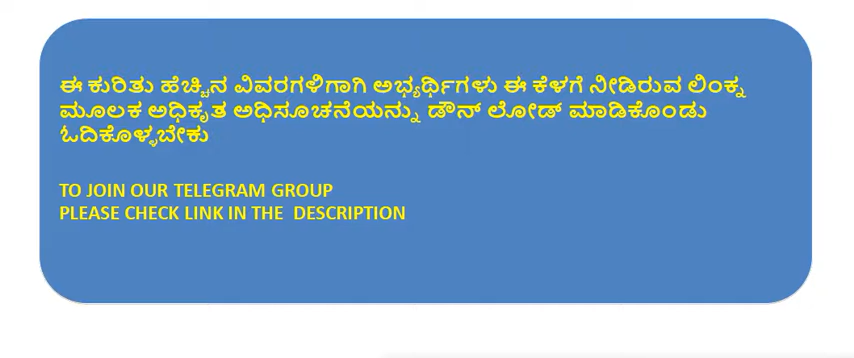 ಈ ಕುರಿತು ಹೆಚ್ಚಿನ ವಿವರಗಳಿಗಾಗಿ ಅಭ್ಯರ್ಥಿಗಳು ಈ ಕೆಳಗೆ ನೀಡಿರುವ ಲಿಂಕ್ನ
ಮೂಲಕ ಅಧಿಕೃತ ಅಧಿಸೂಚನೆಯನ್ನು ಡೌನ್ ಲೋಡ್ ಮಾಡಿಕೊಂಡು
ಓದಿಕೊಳ್ಳಬೇಕು
TO JOIN OUR TELEGRAM GROUP
PLEASE CHECK LINK IN THE DESCRIPTION